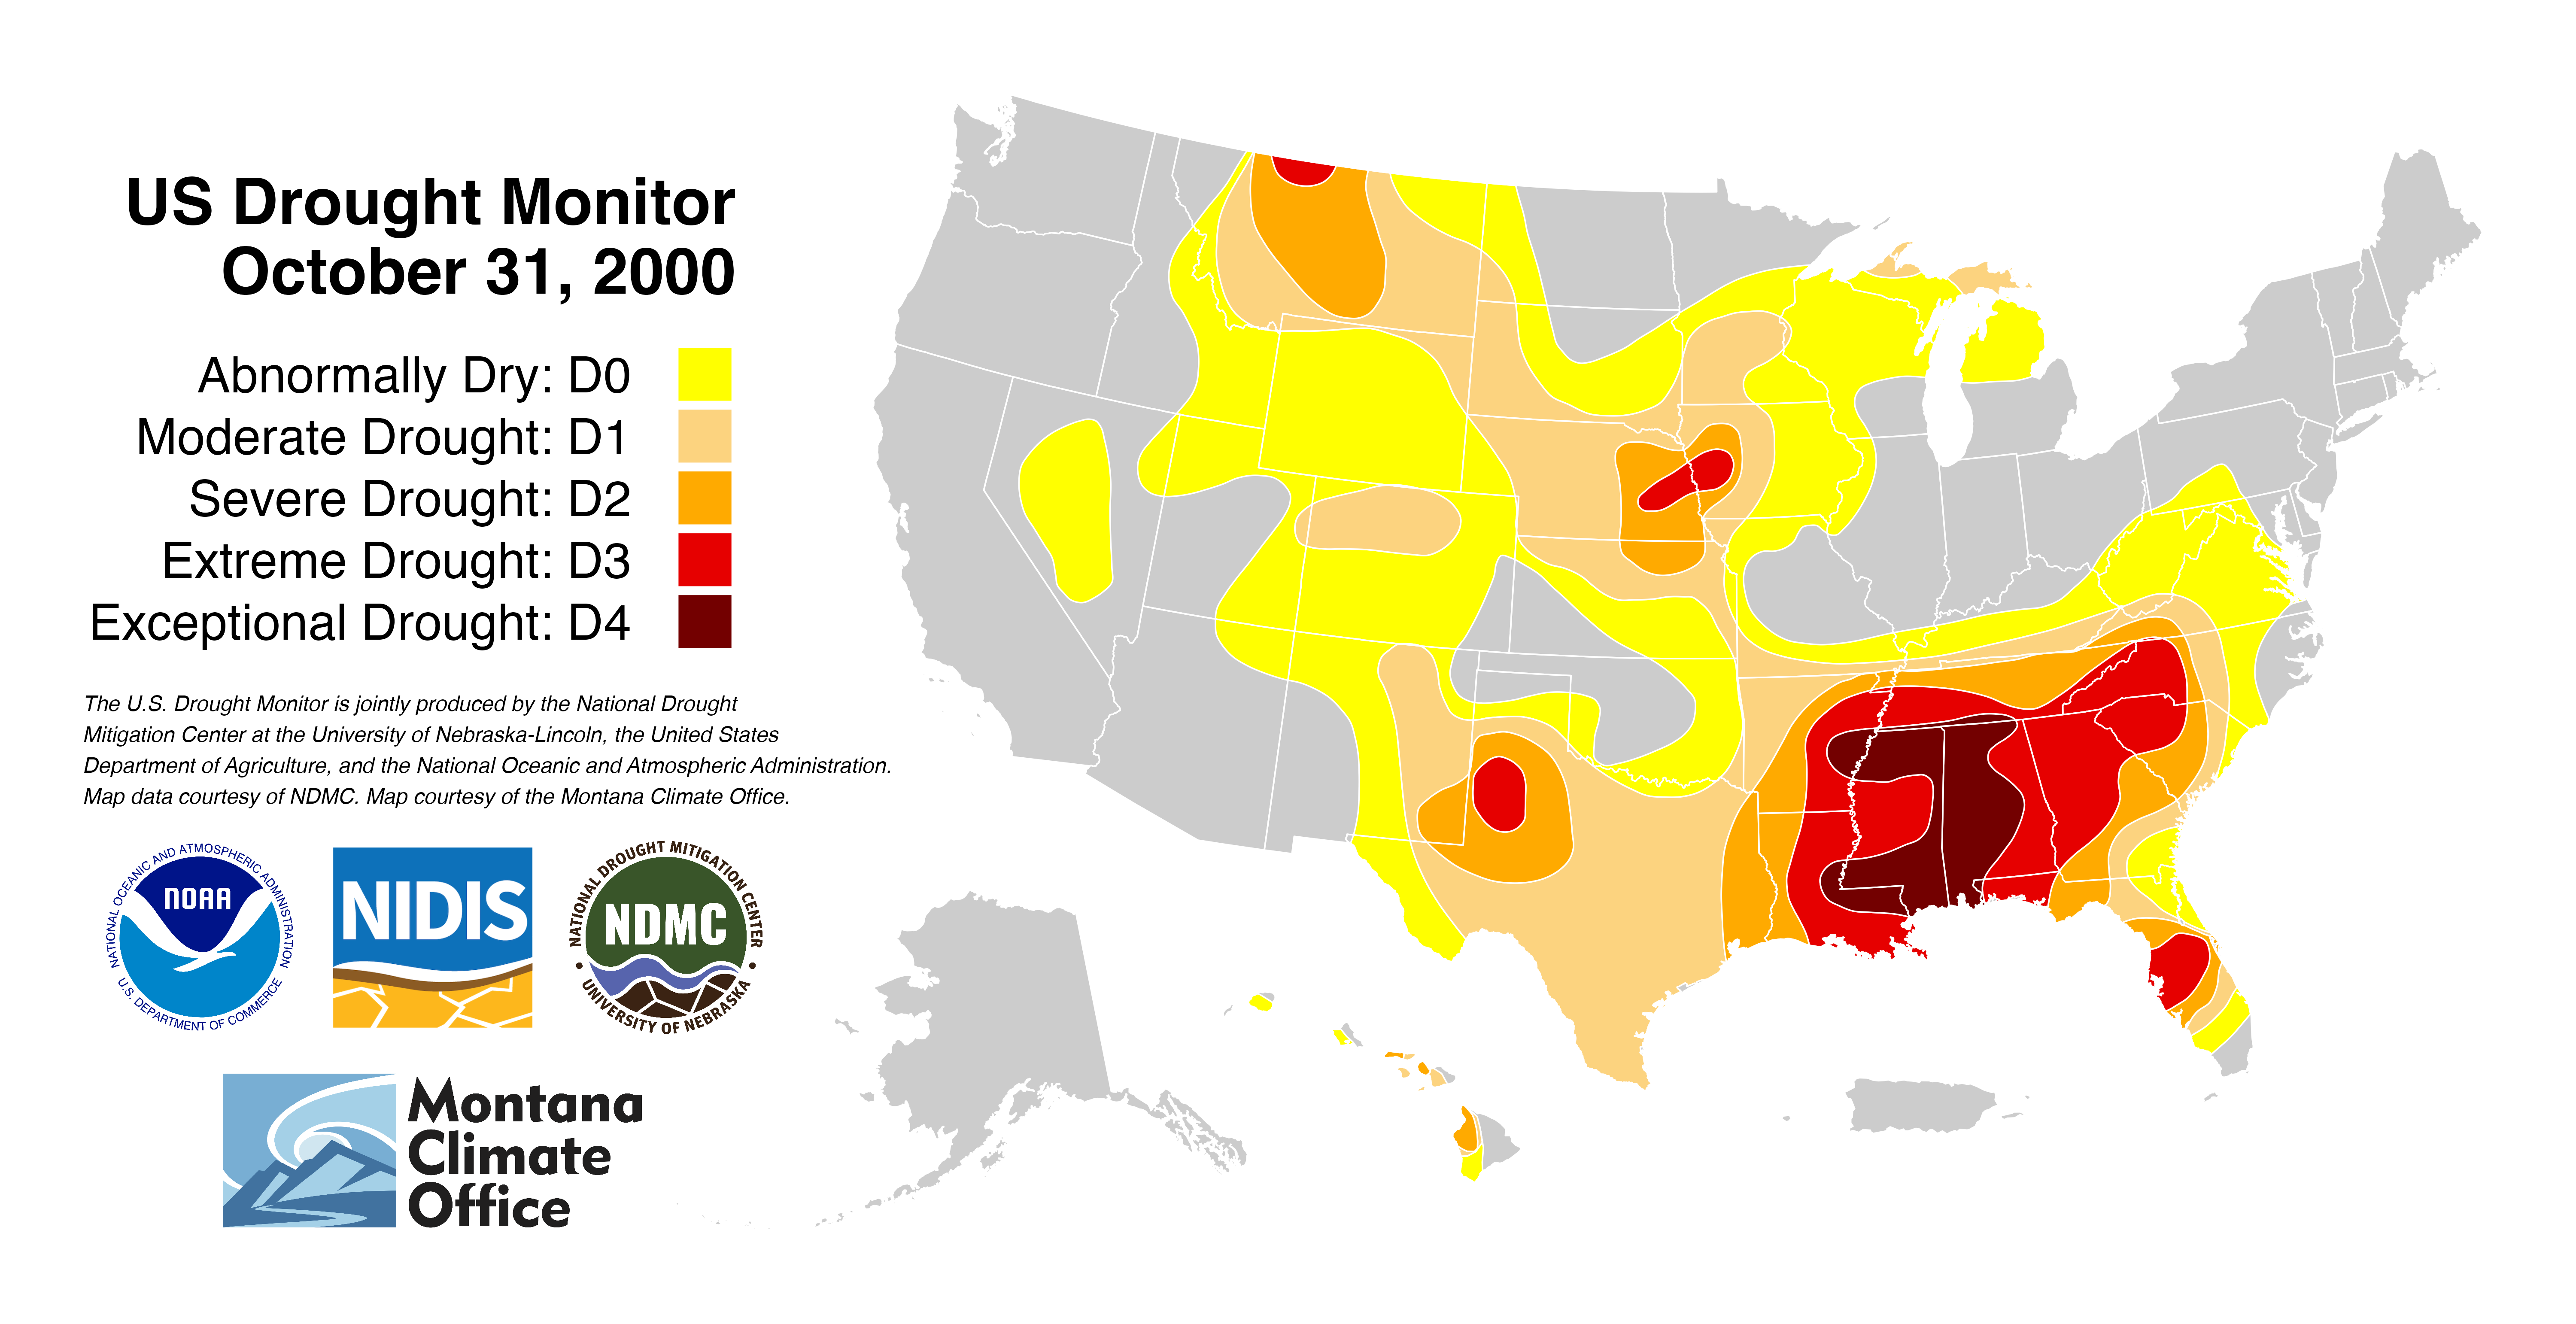 US Drought Monitor
October 31, 2000
Abnormally Dry: D0
Moderate Drought: D1
Severe Drought: D2
Extreme Drought: D3
Exceptional Drought: D4
The U.S. Drought Monitor is jointly produced by the National Drought
Mitigation Center at the University of Nebraska-Lincoln, the United States
Department of Agriculture, and the National Oceanic and Atmospheric Administration.
Map data courtesy of NDMC. Map courtesy of the Montana Climate Office.
NATIONAL OCEANIC AND ATMOSPHERIC ADMINISTRATION
NOAA
U.S. DEPARTMENT OF COMMERCE
NIDIS
NATIONAL DROUGHT MITIGATION CENTER
NDMC
UNIVERSITY OF NEBRASKA
Montana
Climate
Office